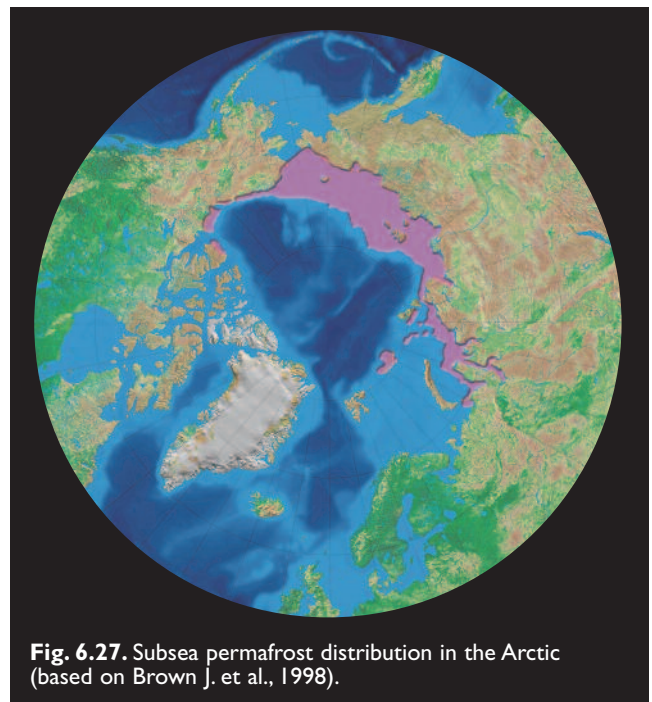 Fig. 6.27. Subsea permafrost distribution in the Arctic
(based on Brown J. et al., 1998).